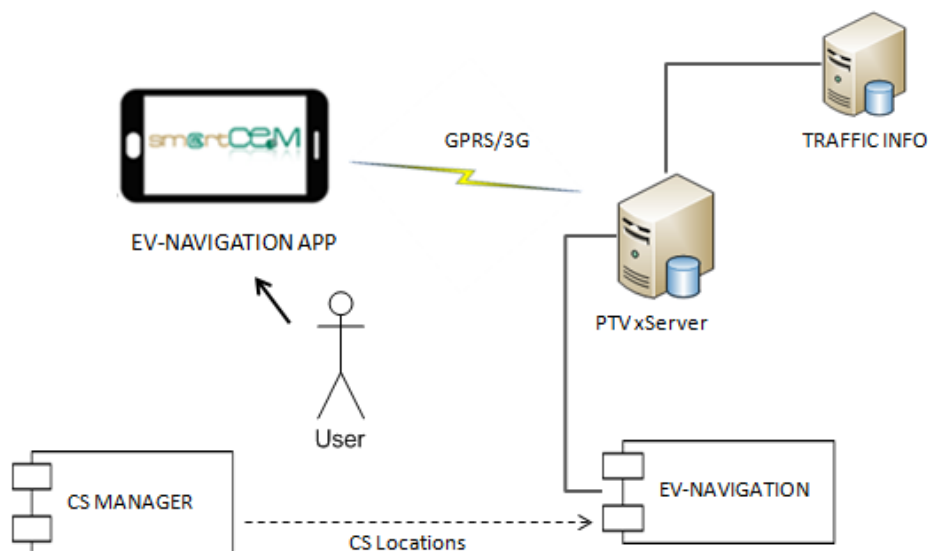 GPRS/3G
TRAFFIC INFO
smartCEM
EV-NAVIGATION APP
PTV xServer
User
CS MANAGER
EV-NAVIGATION
CS Locations